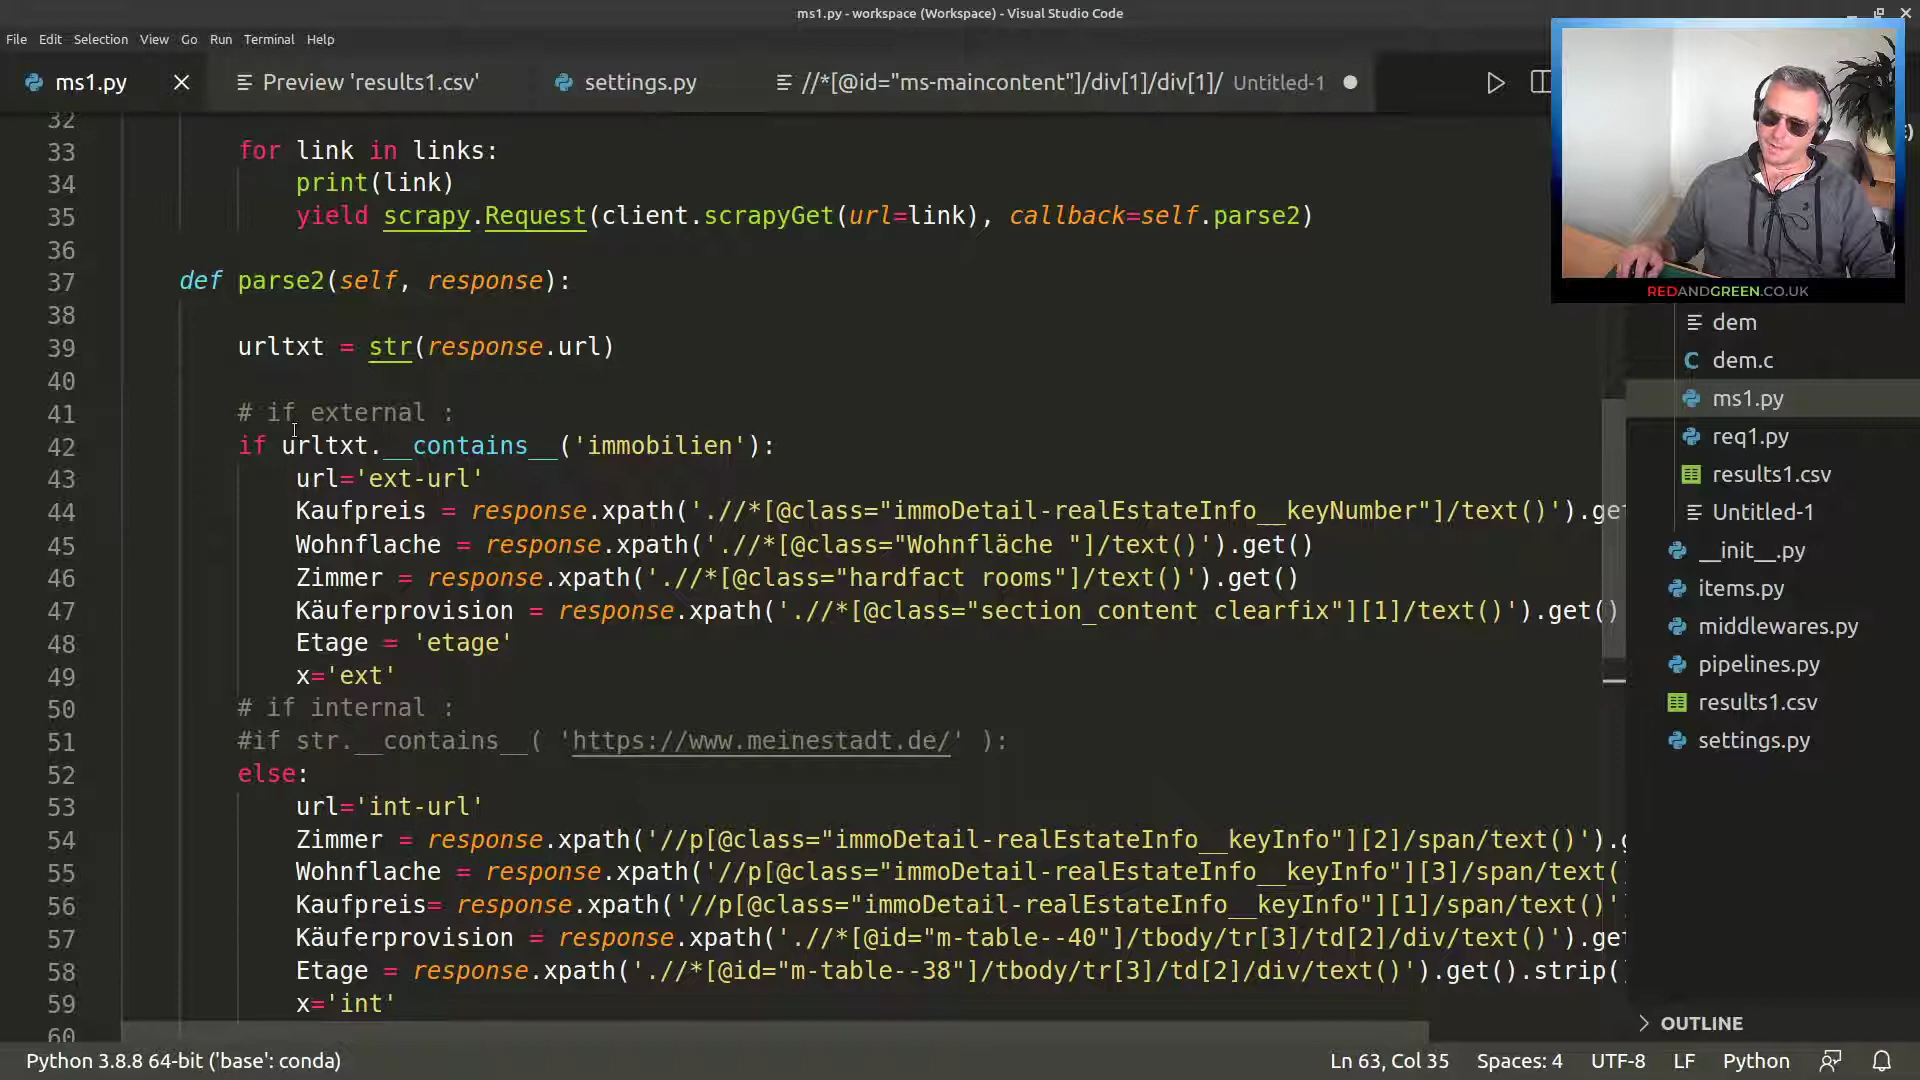 ms1.py - workspace (Workspace) - Visual Studio Code
File Edit Selection View Go Run Terminal Help
ms1.py Preview 'results1.csv' settings.py //*[@id="ms-maincontent"]/div[1]/div[1]/ Untitled-1
32
33 for link in links:
34 print(link)
35 yield scrapy.Request(client.scrapyGet(url=link), callback=self.parse2)
36
37 def parse2(self, response):
38
39 urltxt = str(response.url)
40
41 # if external :
42 if urltxt.__contains__('immobilien'):
43 url='ext-url'
44 Kaufpreis = response.xpath('.//*[@class="immoDetail-realEstateInfo__keyNumber"]/text()').ge
45 Wohnflache = response.xpath('.//*[@class="Wohnfläche "]/text()').get()
46 Zimmer = response.xpath('.//*[@class="hardfact rooms"]/text()').get()
47 Käuferprovision = response.xpath('.//*[@class="section_content clearfix"][1]/text()').get()
48 Etage = 'etage'
49 x='ext'
50 # if internal :
51 #if str.__contains__( 'https://www.meinestadt.de/' ):
52 else:
53 url='int-url'
54 Zimmer = response.xpath('//p[@class="immoDetail-realEstateInfo__keyInfo"][2]/span/text()').g
55 Wohnflache = response.xpath('//p[@class="immoDetail-realEstateInfo__keyInfo"][3]/span/text()
56 Kaufpreis= response.xpath('//p[@class="immoDetail-realEstateInfo__keyInfo"][1]/span/text()'
57 Käuferprovision = response.xpath('.//*[@id="m-table--40"]/tbody/tr[3]/td[2]/div/text()').get
58 Etage = response.xpath('.//*[@id="m-table--38"]/tbody/tr[3]/td[2]/div/text()').get().strip()
59 x='int'
60
REDANDGREEN.CO.UK
dem
dem.c
ms1.py
req1.py
results1.csv
Untitled-1
__init__.py
items.py
middlewares.py
pipelines.py
results1.csv
settings.py
OUTLINE
Python 3.8.8 64-bit ('base': conda) Ln 63, Col 35 Spaces: 4 UTF-8 LF Python